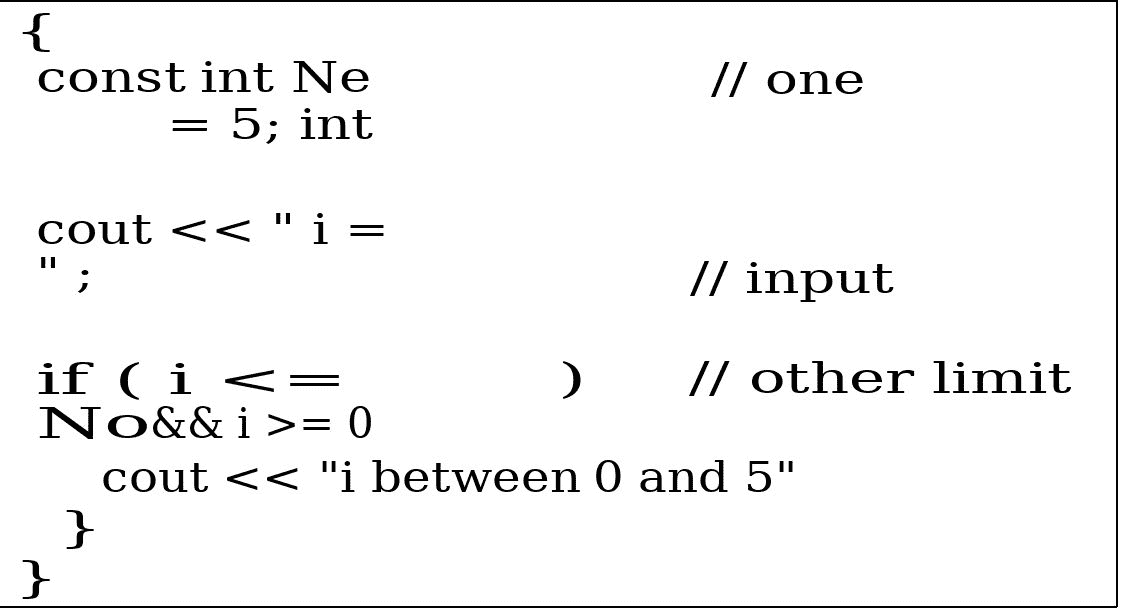 {
const int Ne // one
= 5; int
cout << " i =
" ; // input
if ( i <= ) // other limit
No&& i >= 0
cout << "i between 0 and 5"
}
}